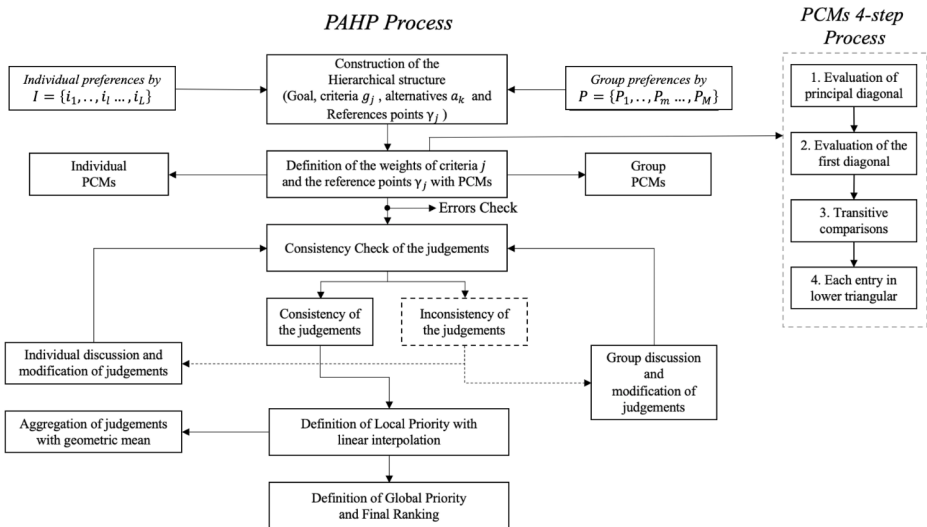 PAHP Process
PCMs 4-step
Process
Individual preferences by
I = {i₁, . . , iₗ … , i_L}
Construction of the
Hierarchical structure
(Goal, criteria gⱼ , alternatives aₖ and
References points γⱼ )
Group preferences by
P = {P₁, . . , Pₘ … , P_M}
1. Evaluation of
principal diagonal
2. Evaluation of the
first diagonal
3. Transitive
comparisons
4. Each entry in
lower triangular
Individual
PCMs
Definition of the weights of criteria j
and the reference points γⱼ with PCMs
Group
PCMs
Errors Check
Consistency Check of the judgements
Consistency of
the judgements
Inconsistency of
the judgements
Individual discussion and
modification of judgements
Group discussion
and
modification of
judgements
Aggregation of judgements
with geometric mean
Definition of Local Priority with
linear interpolation
Definition of Global Priority
and Final Ranking